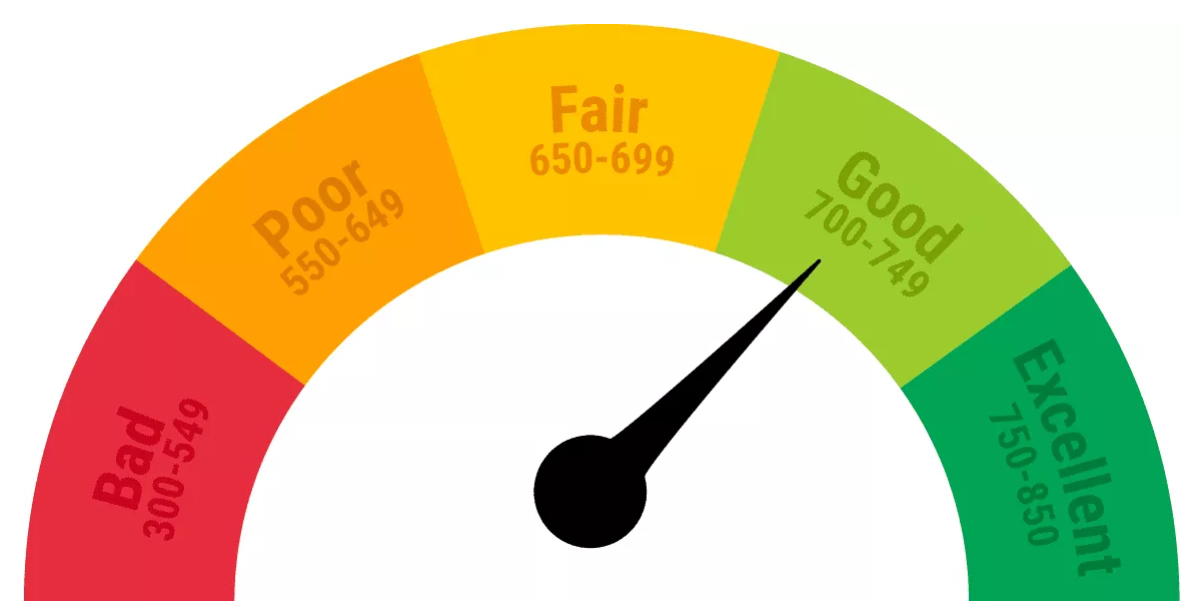 Bad
300-549
Poor
550-649
Fair
650-699
Good
700-749
Excellent
750-850